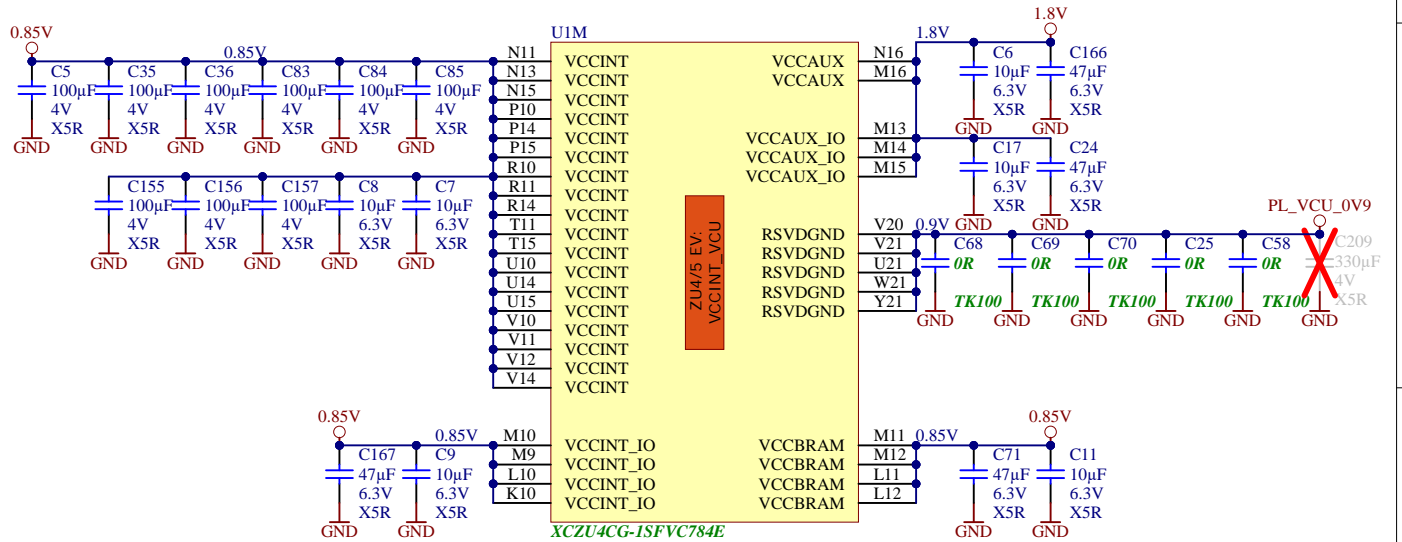 U1M
0.85V
0.85V
C5
100µF
4V
X5R
GND
C35
100µF
4V
X5R
GND
C36
100µF
4V
X5R
GND
C83
100µF
4V
X5R
GND
C84
100µF
4V
X5R
GND
C85
100µF
4V
X5R
GND
C155
100µF
4V
X5R
GND
C156
100µF
4V
X5R
GND
C157
100µF
4V
X5R
GND
C8
10µF
6.3V
X5R
GND
C7
10µF
6.3V
X5R
GND
N11 VCCINT
N13 VCCINT
N15 VCCINT
P10 VCCINT
P14 VCCINT
P15 VCCINT
R10 VCCINT
R11 VCCINT
R14 VCCINT
T11 VCCINT
T15 VCCINT
U10 VCCINT
U14 VCCINT
U15 VCCINT
V10 VCCINT
V11 VCCINT
V12 VCCINT
V14 VCCINT
0.85V
0.85V
C167
47µF
6.3V
X5R
GND
C9
10µF
6.3V
X5R
GND
M10 VCCINT_IO
M9 VCCINT_IO
L10 VCCINT_IO
K10 VCCINT_IO
ZU4/5 EV:
VCCINT_VCU
VCCAUX N16
VCCAUX M16
VCCAUX_IO M13
VCCAUX_IO M14
VCCAUX_IO M15
1.8V
1.8V
C6
10µF
6.3V
X5R
GND
C166
47µF
6.3V
X5R
GND
C17
10µF
6.3V
X5R
GND
C24
47µF
6.3V
X5R
GND
RSVDGND V20
RSVDGND V21
RSVDGND U21
RSVDGND W21
RSVDGND Y21
0.9V
PL_VCU_0V9
C68
0R
TK100
GND
C69
0R
TK100
GND
C70
0R
TK100
GND
C25
0R
TK100
GND
C58
0R
TK100
GND
C209
330µF
4V
X5R
GND
VCCBRAM M11
VCCBRAM M12
VCCBRAM L11
VCCBRAM L12
0.85V
0.85V
C71
47µF
6.3V
X5R
GND
C11
10µF
6.3V
X5R
GND
XCZU4CG-1SFVC784E